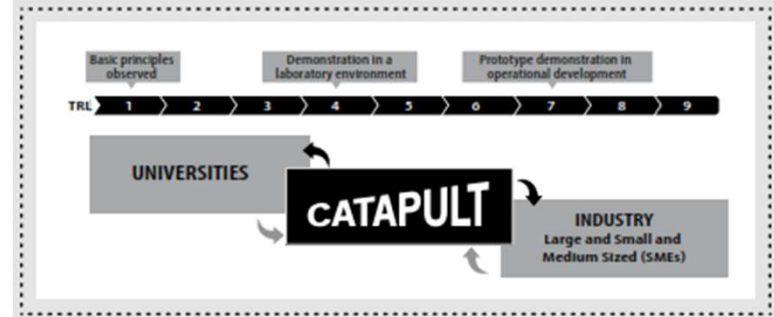 Basic principles
observed
Demonstration in a
laboratory environment
Prototype demonstration in
operational development
TRL 1 2 3 4 5 6 7 8 9
UNIVERSITIES
CATAPULT
INDUSTRY
Large and Small and
Medium Sized (SMEs)